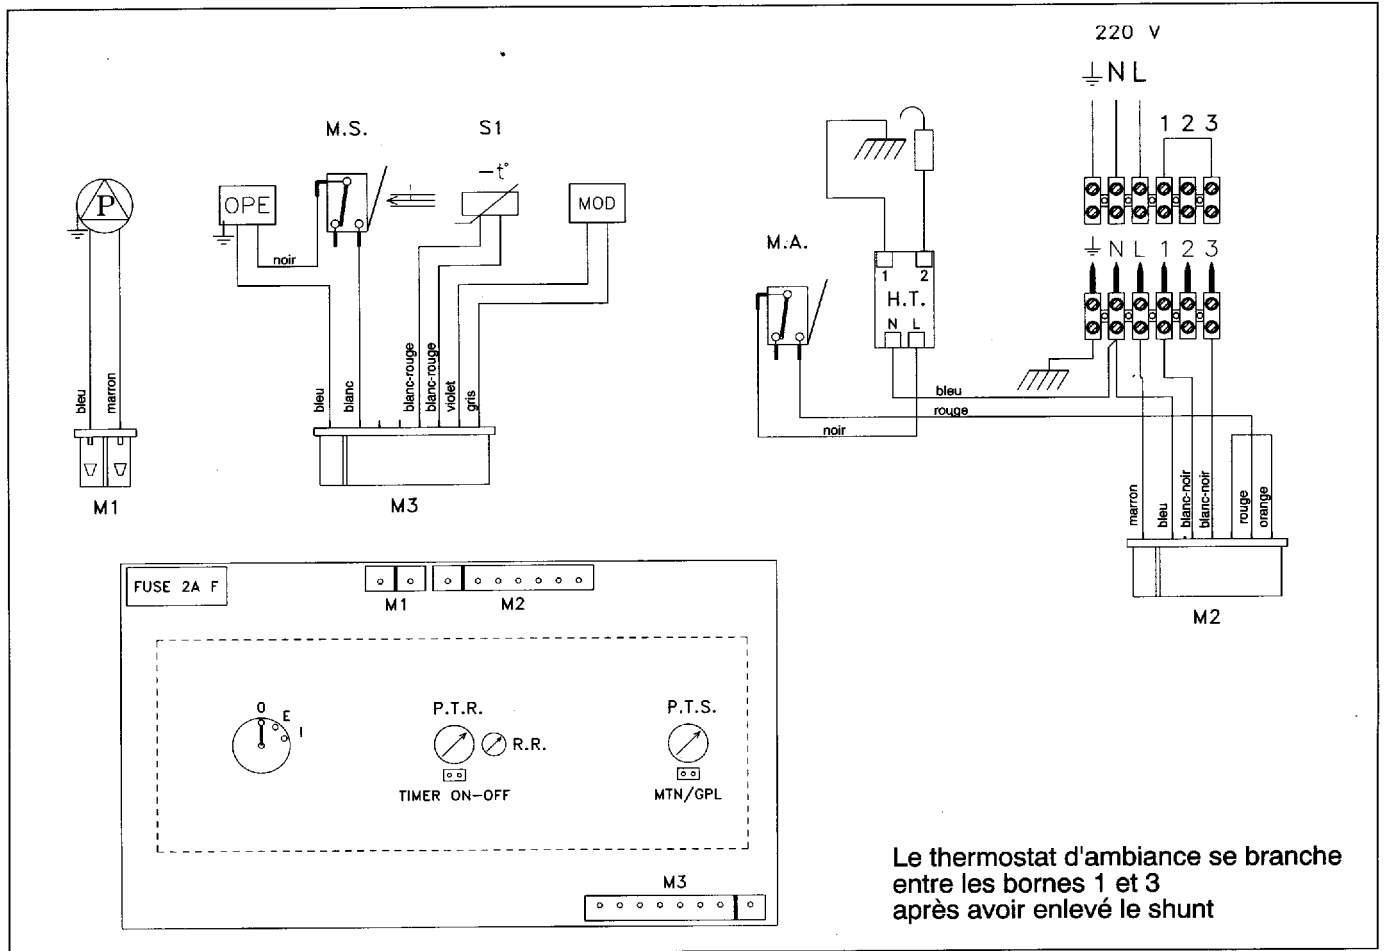 220 V
N L
1 2 3
M.S.
S1
-t°
P
OPE
MOD
noir
M.A.
N L 1 2 3
1 2
H.T.
N L
bleu
rouge
noir
bleu
marron
bleu
blanc
blanc-rouge
blanc-rouge
violet
gris
marron
bleu
blanc-noir
blanc-noir
rouge
orange
M1
M3
M2
FUSE 2A F
M1
M2
O
E
I
P.T.R.
R.R.
TIMER ON-OFF
P.T.S.
MTN/GPL
M3
Le thermostat d'ambiance se branche
entre les bornes 1 et 3
après avoir enlevé le shunt